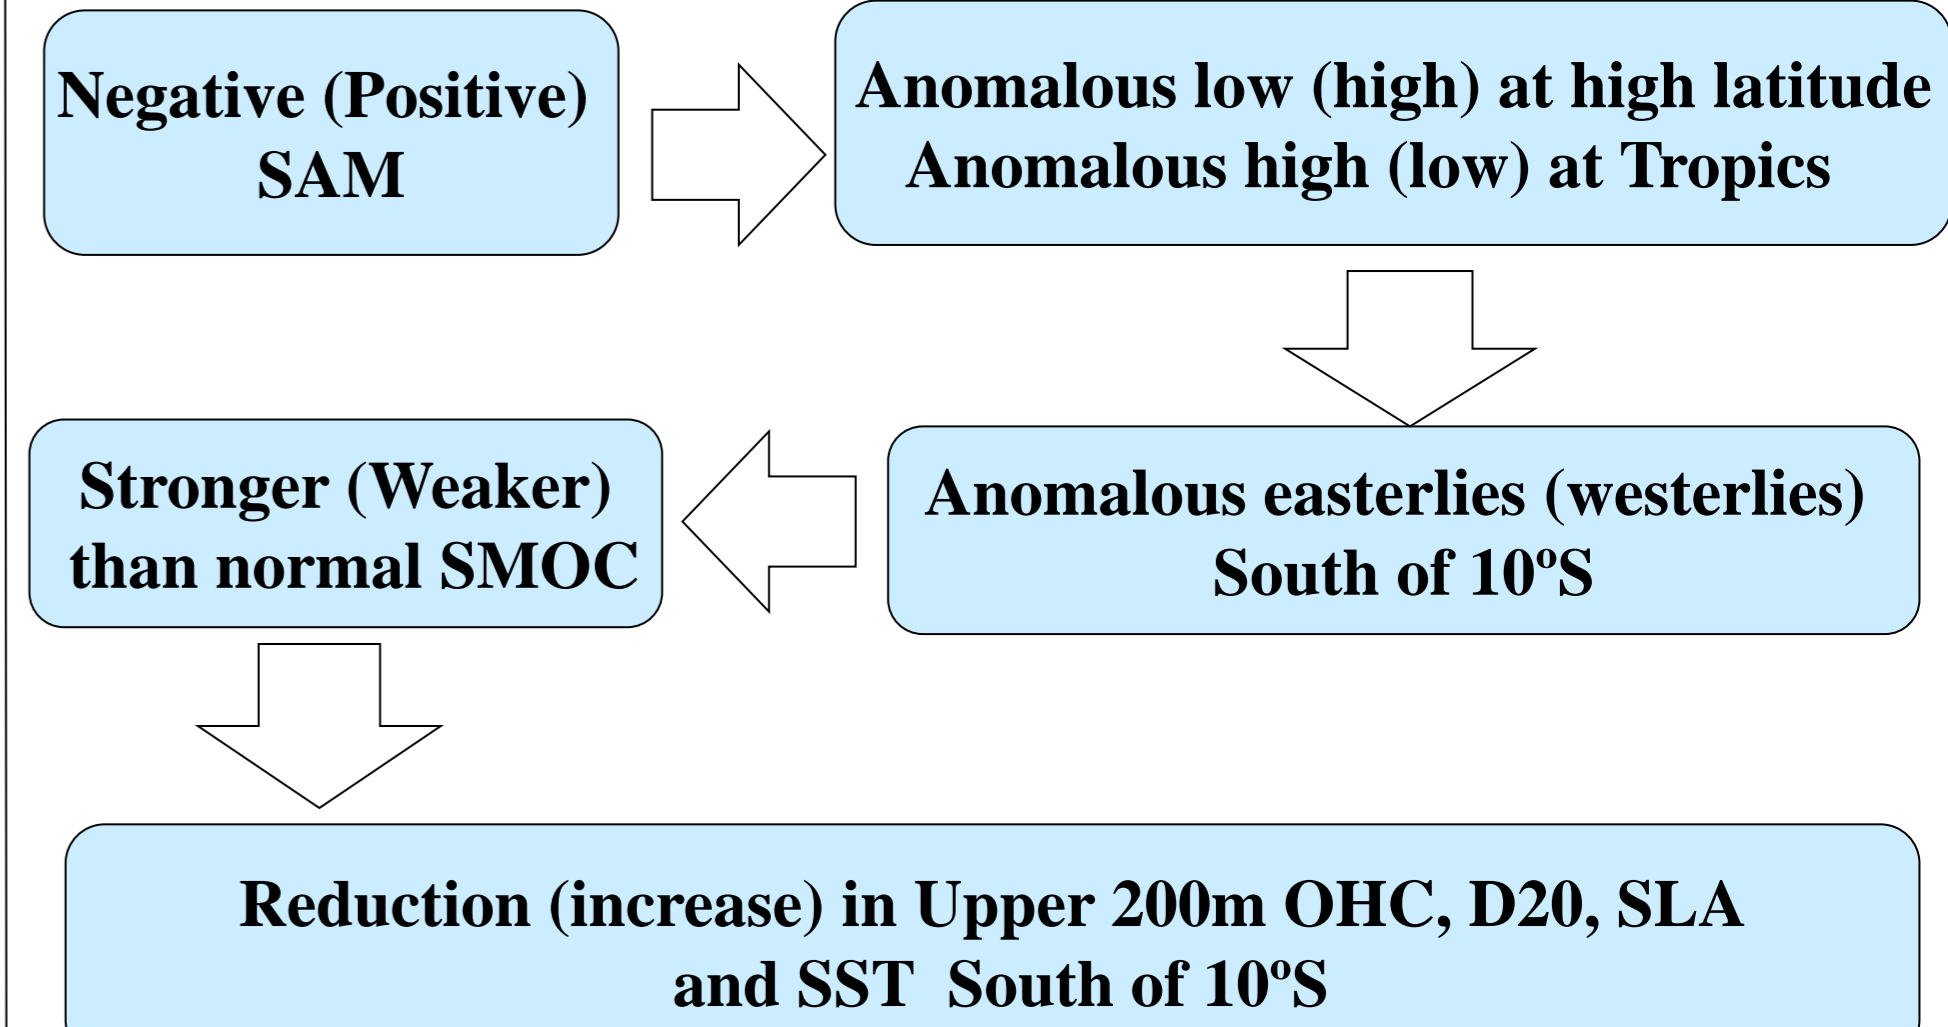 Negative (Positive)
SAM
Anomalous low (high) at high latitude
Anomalous high (low) at Tropics
Anomalous easterlies (westerlies)
South of 10ºS
Stronger (Weaker)
than normal SMOC
Reduction (increase) in Upper 200m OHC, D20, SLA
and SST South of 10ºS